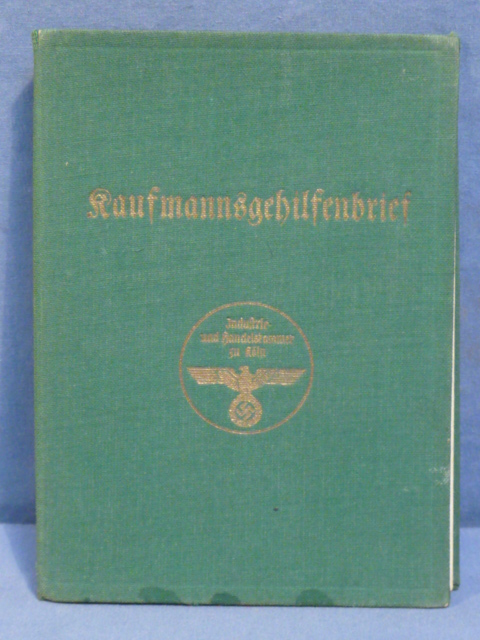 Kaufmannsgehilfenbrief
Industrie-
und Handelskammer
zu Köln